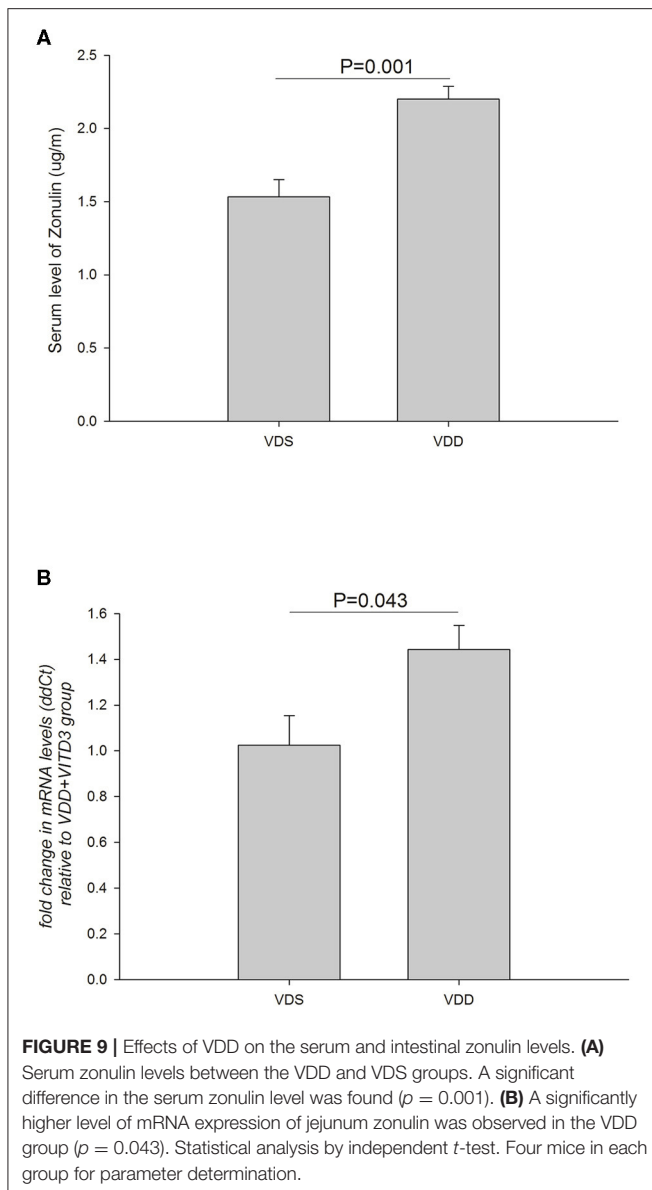 A
P=0.001
Serum level of Zonulin (ug/m)
2.5
2.0
1.5
1.0
0.5
0.0
VDS
VDD
B
P=0.043
fold change in mRNA levels (ddCt)
relative to VDD+VITD3 group
1.6
1.4
1.2
1.0
0.8
0.6
0.4
0.2
0.0
VDS
VDD
FIGURE 9 | Effects of VDD on the serum and intestinal zonulin levels. (A)
Serum zonulin levels between the VDD and VDS groups. A significant
difference in the serum zonulin level was found (p = 0.001). (B) A significantly
higher level of mRNA expression of jejunum zonulin was observed in the VDD
group (p = 0.043). Statistical analysis by independent t-test. Four mice in each
group for parameter determination.